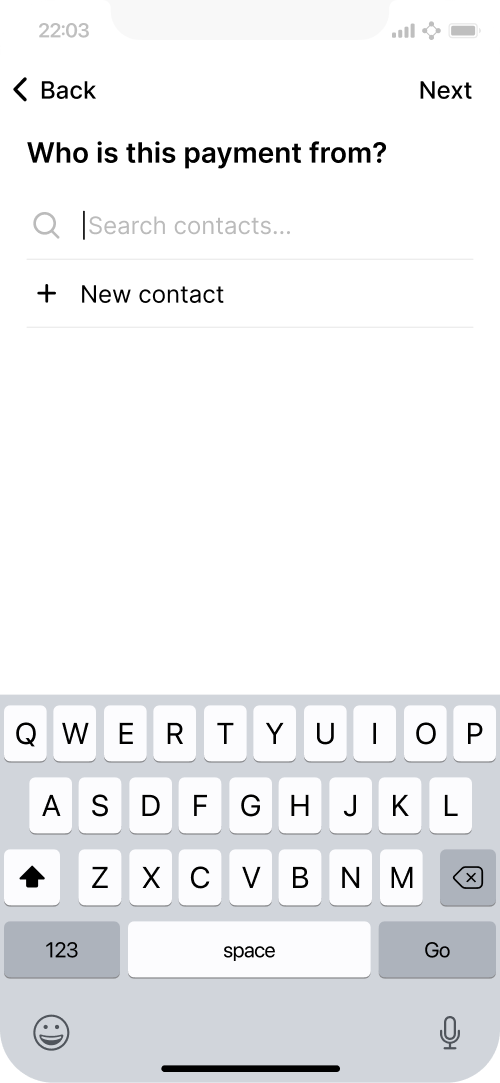 22:03
Back Next
Who is this payment from?
Search contacts...
+ New contact
Q W E R T Y U I O P
A S D F G H J K L
Z X C V B N M
123 space Go